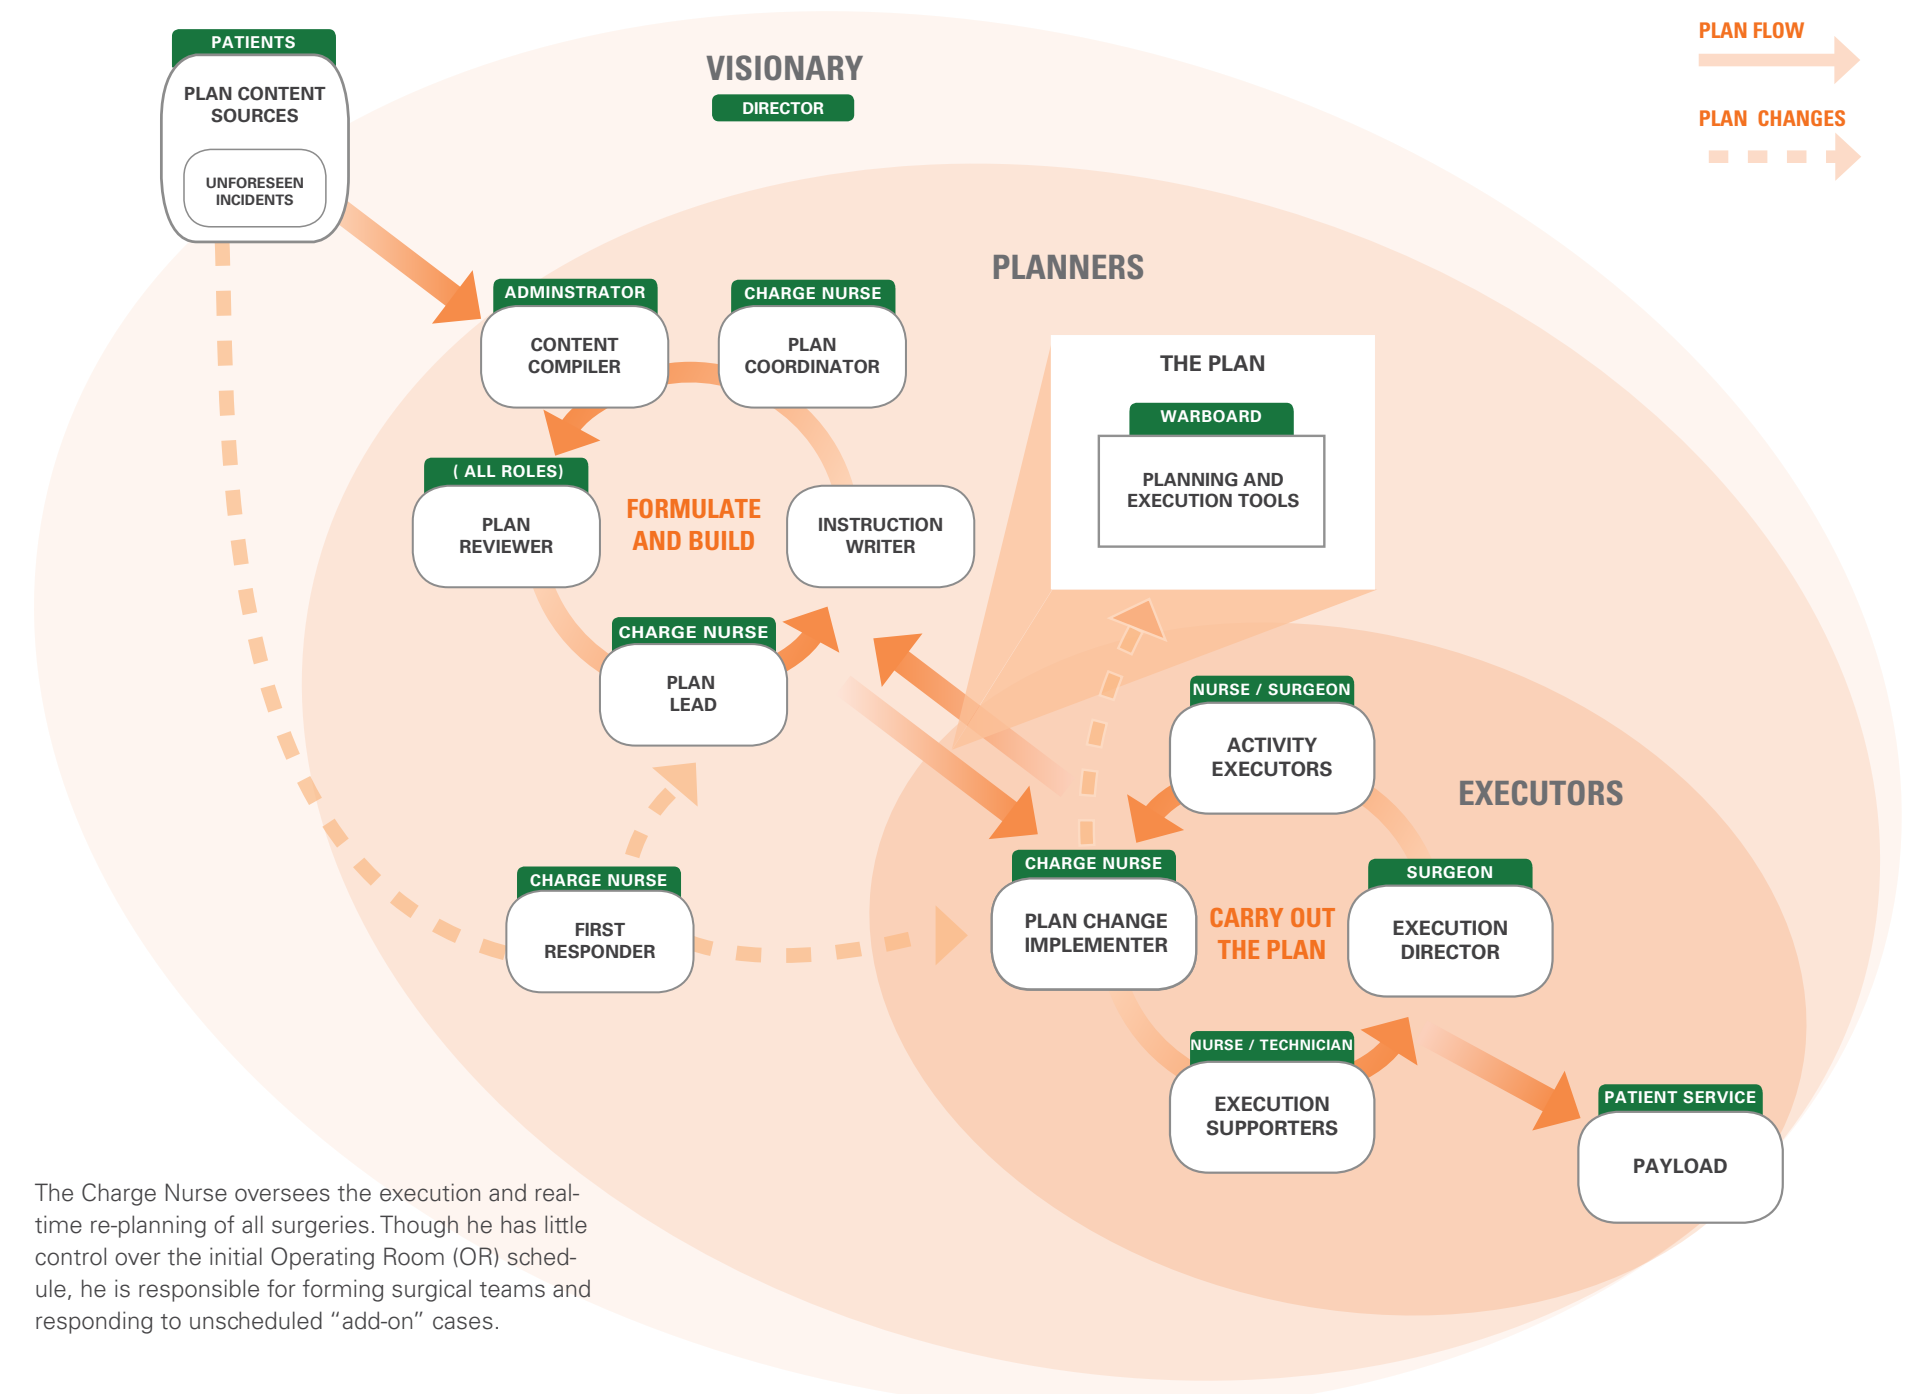 PATIENTS
PLAN CONTENT
SOURCES
UNFORESEEN
INCIDENTS
VISIONARY
DIRECTOR
PLAN FLOW
PLAN CHANGES
PLANNERS
ADMINSTRATOR
CONTENT
COMPILER
CHARGE NURSE
PLAN
COORDINATOR
THE PLAN
WARBOARD
PLANNING AND
EXECUTION TOOLS
( ALL ROLES)
PLAN
REVIEWER
FORMULATE
AND BUILD
INSTRUCTION
WRITER
CHARGE NURSE
PLAN
LEAD
NURSE / SURGEON
ACTIVITY
EXECUTORS
EXECUTORS
CHARGE NURSE
FIRST
RESPONDER
CHARGE NURSE
PLAN CHANGE
IMPLEMENTER
CARRY OUT
THE PLAN
SURGEON
EXECUTION
DIRECTOR
NURSE / TECHNICIAN
EXECUTION
SUPPORTERS
PATIENT SERVICE
PAYLOAD
The Charge Nurse oversees the execution and real-
time re-planning of all surgeries. Though he has little
control over the initial Operating Room (OR) sched-
ule, he is responsible for forming surgical teams and
responding to unscheduled “add-on” cases.